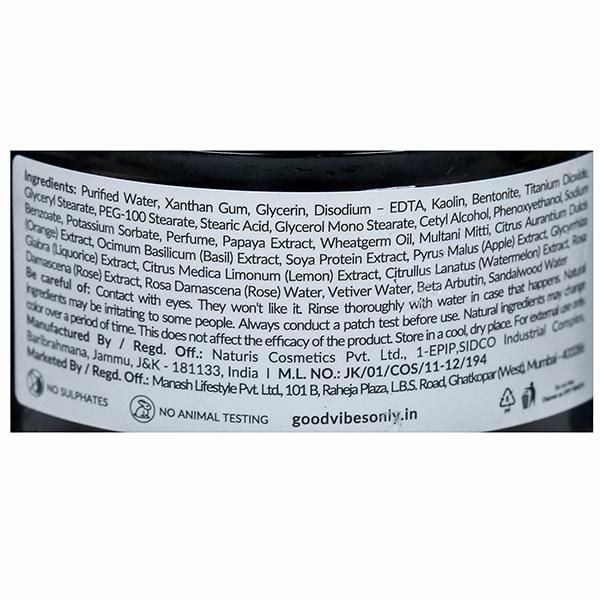 Ingredients: Purified Water, Xanthan Gum, Glycerin, Disodium – EDTA, Kaolin, Bentonite, Titanium Dioxide,
Glyceryl Stearate, PEG-100 Stearate, Stearic Acid, Glycerol Mono Stearate, Cetyl Alcohol, Phenoxyethanol, Sodium
Benzoate, Potassium Sorbate, Perfume, Papaya Extract, Wheatgerm Oil, Multani Mitti, Citrus Aurantium Dulcis
(Orange) Extract, Ocimum Basilicum (Basil) Extract, Soya Protein Extract, Pyrus Malus (Apple) Extract, Glycyrrhiza
Glabra (Liquorice) Extract, Citrus Medica Limonum (Lemon) Extract, Citrullus Lanatus (Watermelon) Extract, Rosa
Damascena (Rose) Extract, Rosa Damascena (Rose) Water, Vetiver Water, Beta Arbutin, Sandalwood Water
Be careful of: Contact with eyes. They won't like it. Rinse thoroughly with water in case that happens. Natural
ingredients may be irritating to some people. Always conduct a patch test before use. Natural ingredients may change
color over a period of time. This does not affect the efficacy of the product. Store in a cool, dry place. For external use only.
Manufactured By / Regd. Off.: Naturis Cosmetics Pvt. Ltd., 1-EPIP,SIDCO Industrial Complex,
Baribrahmana, Jammu, J&K - 181133, India | M.L. NO.: JK/01/COS/11-12/194
Marketed By / Regd. Off.: Manash Lifestyle Pvt. Ltd., 101 B, Raheja Plaza, L.B.S. Road, Ghatkopar (West), Mumbai - 400086
NO SULPHATES
NO ANIMAL TESTING
goodvibesonly.in